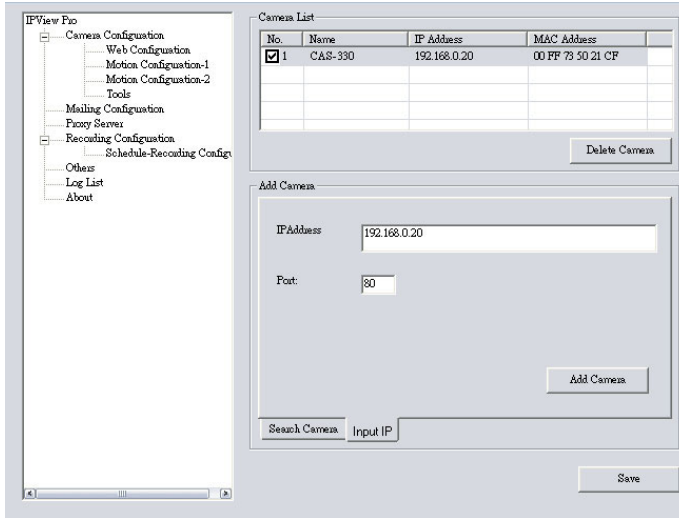 IPView Pro
Camera Configuration
Web Configuration
Motion Configuration-1
Motion Configuration-2
Tools
Mailing Configuration
Proxy Server
Recording Configuration
Schedule-Recording Configu
Others
Log List
About
Camera List
No. Name IP Address MAC Address
1 CAS-330 192.168.0.20 00 FF 73 50 21 CF
Delete Camera
Add Camera
IPAddress 192.168.0.20
Port: 80
Add Camera
Search Camera Input IP
Save